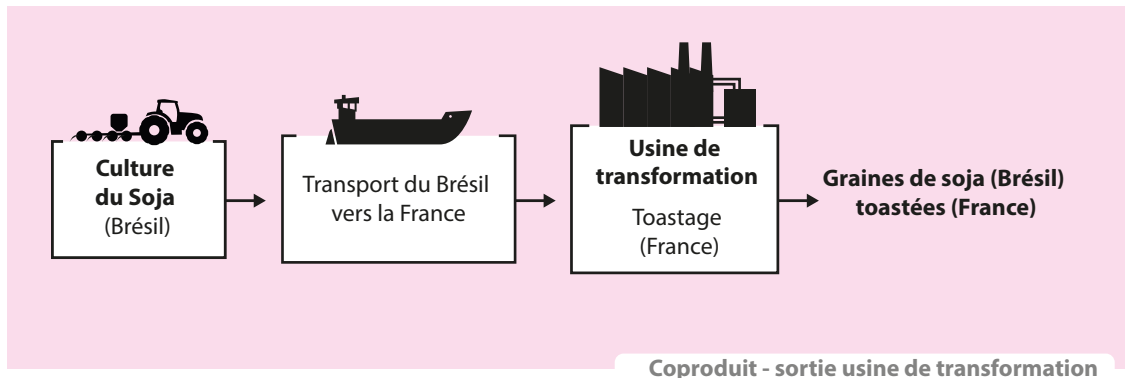 Culture
du Soja
(Brésil)
Transport du Brésil
vers la France
Usine de
transformation
Toastage
(France)
Graines de soja (Brésil)
toastées (France)
Coproduit - sortie usine de transformation